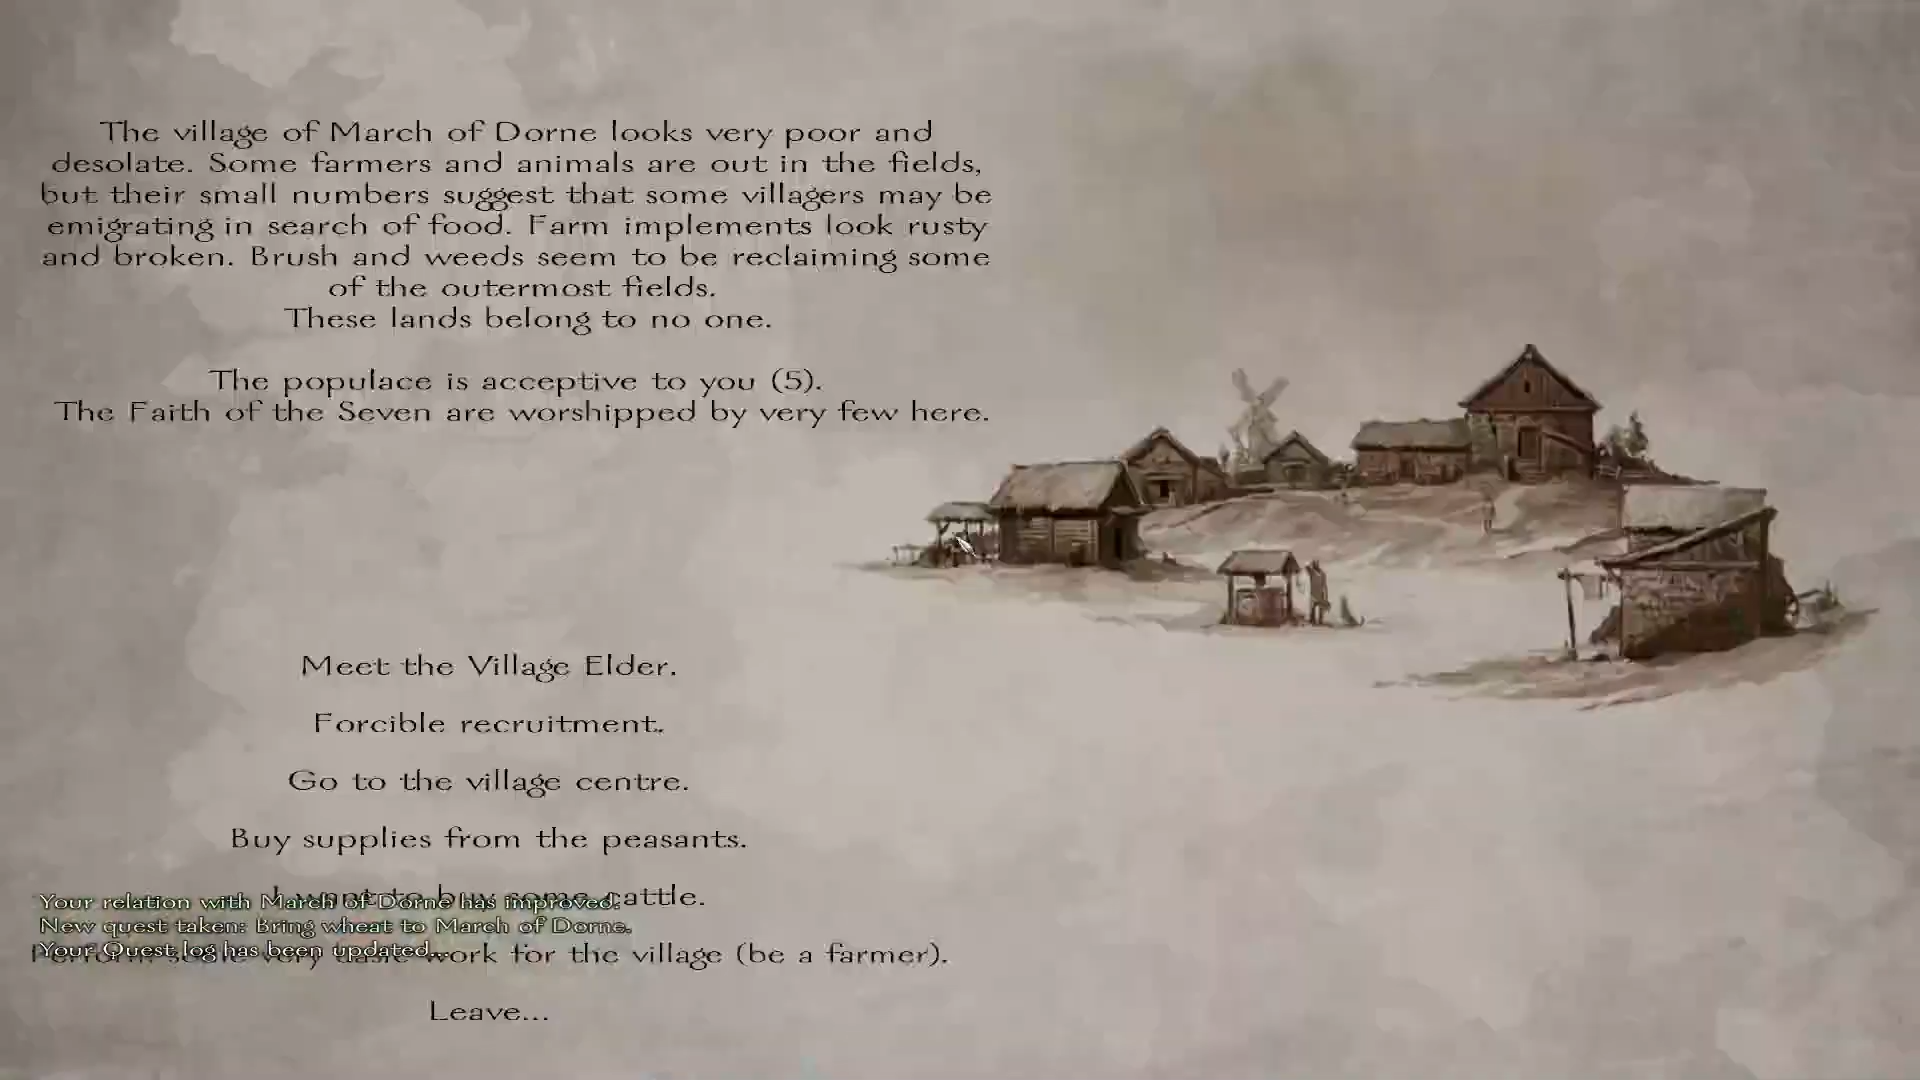 The village of March of Dorne looks very poor and
desolate. Some farmers and animals are out in the fields,
but their small numbers suggest that some villagers may be
emigrating in search of food. Farm implements look rusty
and broken. Brush and weeds seem to be reclaiming some
of the outermost fields.
These lands belong to no one.
The populace is acceptive to you (5).
The Faith of the Seven are worshipped by very few here.
Meet the Village Elder.
Forcible recruitment.
Go to the village centre.
Buy supplies from the peasants.
I want to buy some cattle.
Your relation with March of Dorne has improved.
New quest taken: Bring wheat to March of Dorne.
Your Quest log has been updated...
work for the village (be a farmer).
Leave...